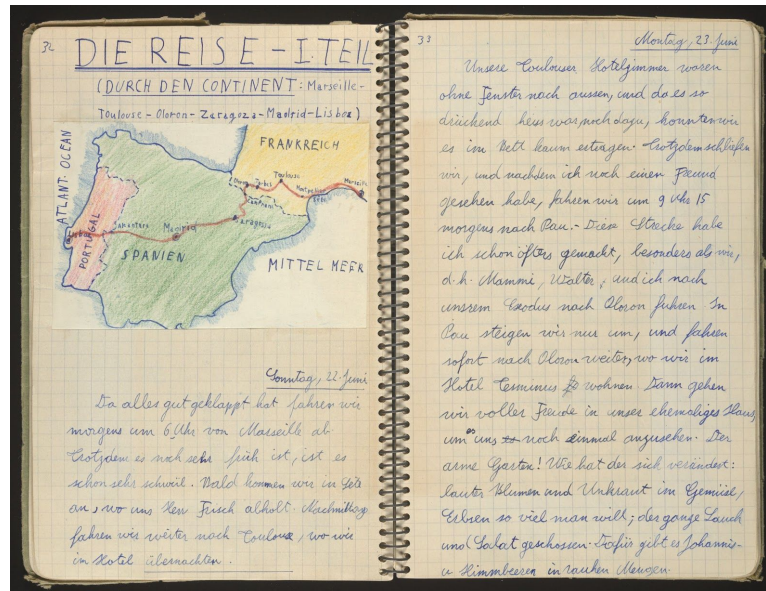 32
DIE REISE - I. TEIL
(DURCH DEN CONTINENT: Marseille-
Toulouse - Oloron - Zaragoza - Madrid - Lisboa)
ATLANT. OCEAN
FRANKREICH
Toulouse
Tarbes
Marseille
Canfranc
Zaragoza
Madrid
PORTUGAL
SPANIEN
MITTEL MEER
Sonntag, 22. Juni
Da alles gut geklappt hat fahren wir
morgens um 6 Uhr von Marseille ab
Trotzdem es noch sehr früh ist, ist es
schon sehr schwül. Bald kommen wir in Sète
an, wo uns Herr Frisch abholt. Nachmittag
fahren wir weiter nach Toulouse, wo wir
im Hotel übernachten.
33
Montag, 23. Juni
Unsere Toulouser Hotelzimmer waren
ohne Fenster nach aussen, und da es so
drückend heiss war, noch dazu, konnten wir
es im Bett kaum ertragen. Trotzdem schliefen
wir, und nachdem ich noch einen Freund
gesehen habe, fahren wir um 9 Uhr 15
morgens nach Pau. - Diese Strecke habe
ich schon öfters gemacht, besonders als wir,
d.h. Mammi, Walter, und ich nach
unsrem Exodus nach Oloron fuhren In
Pau steigen wir nur um, und fahren
sofort nach Oloron weiter, wo wir im
Hotel Terminus wohnen. Dann gehen
wir voller Freude in unser ehemaliges Haus,
um es uns noch einmal anzusehen. Der
arme Garten! Wie hat der sich verändert:
lauter Blumen und Unkraut im Gemüse,
Erbsen so viel man will; der ganze Lauch
und Salat geschossen. Dafür gibt es Johannis-
u Himmbeeren in rauhen Mengen.